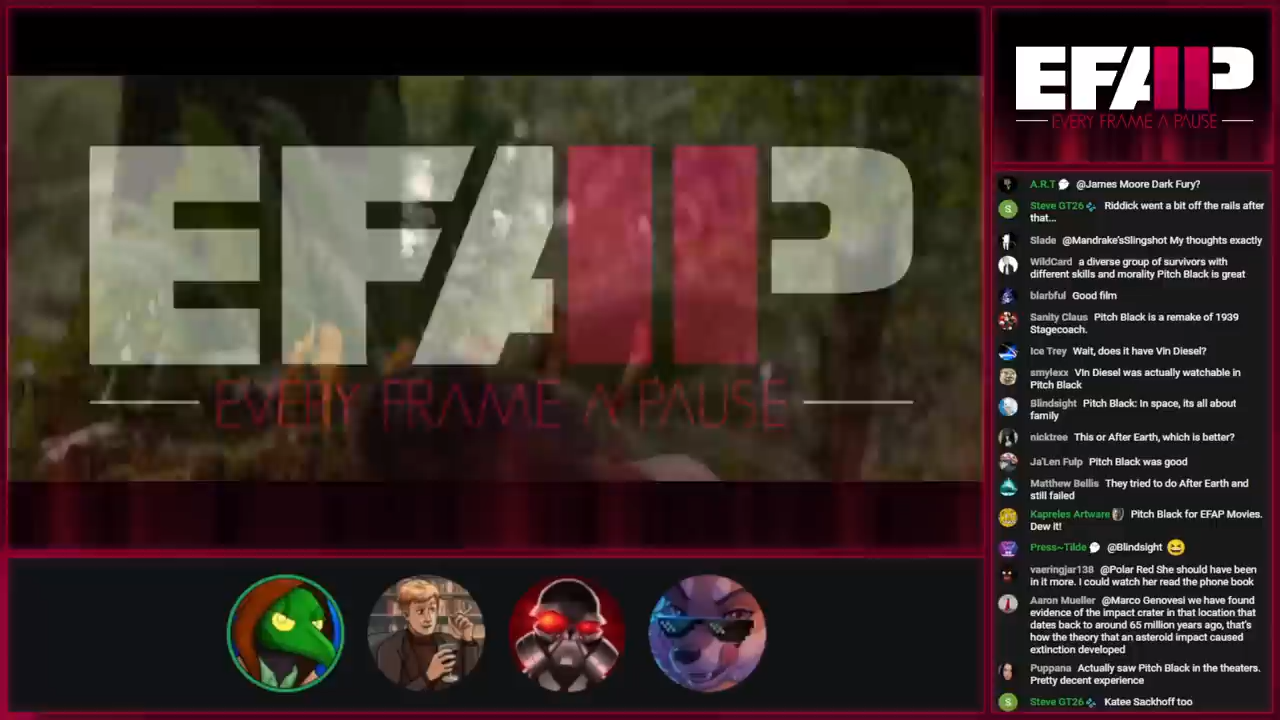 EFAP
EVERY FRAME A PAUSE
EFAP
EVERY FRAME A PAUSE
A.R.T @James Moore Dark Fury?
Steve GT26 Riddick went a bit off the rails after
that...
Slade @Mandrake'sSlingshot My thoughts exactly
WildCard a diverse group of survivors with
different skills and morality Pitch Black is great
blarbful Good film
Sanity Claus Pitch Black is a remake of 1939
Stagecoach.
Ice Trey Wait, does it have Vin Diesel?
smylexx VIn Diesel was actually watchable in
Pitch Black
Blindsight Pitch Black: In space, its all about
family
nicktree This or After Earth, which is better?
Ja'Len Fulp Pitch Black was good
Matthew Bellis They tried to do After Earth and
still failed
Kapreles Artware Pitch Black for EFAP Movies.
Dew it!
Press~Tilde @Blindsight 😆
vaeringjar138 @Polar Red She should have been
in it more. I could watch her read the phone book
Aaron Mueller @Marco Genovesi we have found
evidence of the impact crater in that location that
dates back to around 65 million years ago, that's
how the theory that an asteroid impact caused
extinction developed
Puppana Actually saw Pitch Black in the theaters.
Pretty decent experience
S
Steve GT26 Katee Sackhoff too
S